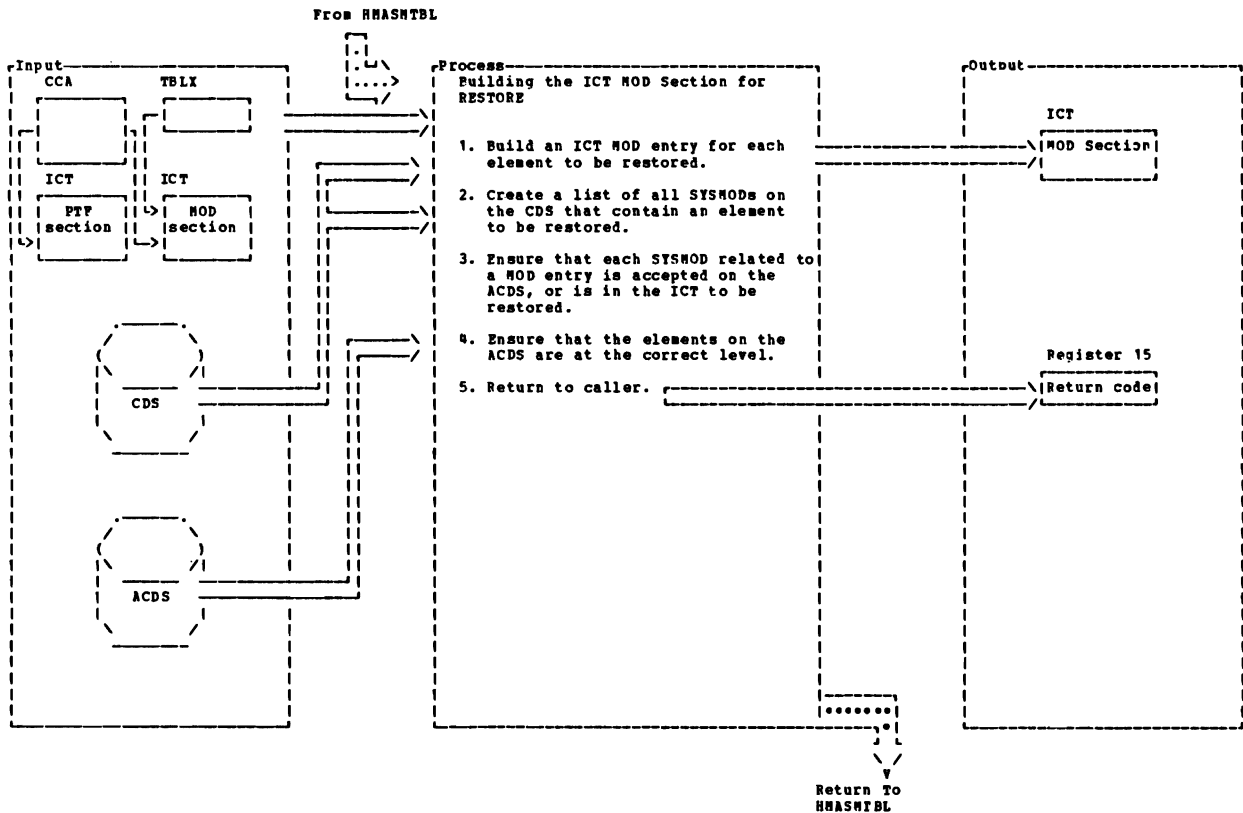 From HMASMTBL
Input
CCA TBLX
ICT ICT
PTF MOD
section section
CDS
ACDS
Process
Building the ICT MOD Section for
RESTORE
1. Build an ICT MOD entry for each
element to be restored.
2. Create a list of all SYSMODs on
the CDS that contain an element
to be restored.
3. Ensure that each SYSMOD related to
a MOD entry is accepted on the
ACDS, or is in the ICT to be
restored.
4. Ensure that the elements on the
ACDS are at the correct level.
5. Return to caller.
Output
ICT
MOD Section
Register 15
Return code
Return To
HMASMTBL